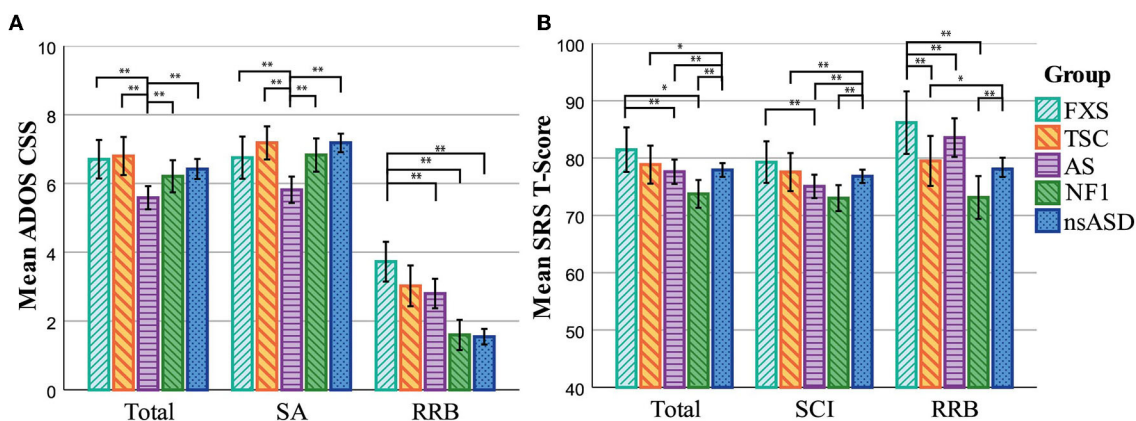 A
Mean ADOS CSS
10
8
6
4
2
0
** ** ** **
** ** ** **
** ** **
Total SA RRB
B
Mean SRS T-Score
100
90
80
70
60
50
40
* ** ** * **
** ** ** **
** ** ** * **
Total SCI RRB
Group
FXS
TSC
AS
NF1
nsASD